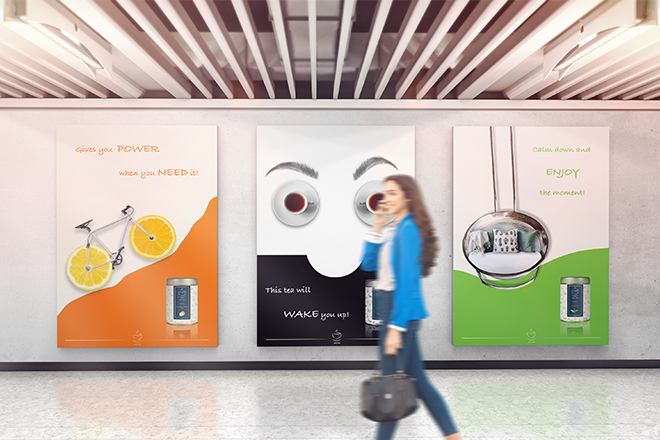 Gives you POWER
when you NEED it!
This tea will
WAKE you up!
Calm down and
ENJOY
the moment!